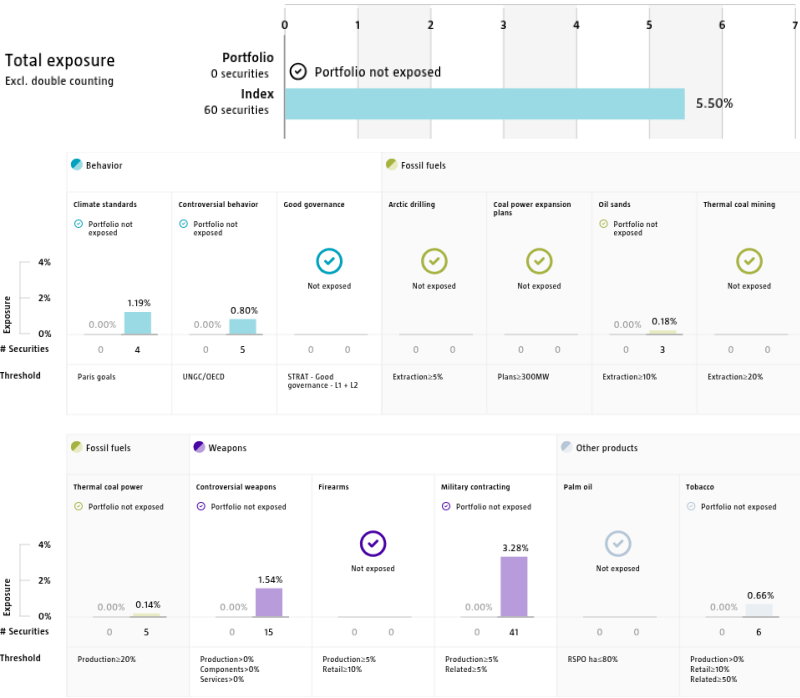 0 1 2 3 4 5 6 7
Total exposure
Excl. double counting
Portfolio
0 securities
Portfolio not exposed
Index
60 securities
5.50%
Behavior
Fossil fuels
Climate standards
Controversial behavior
Good governance
Arctic drilling
Coal power expansion
plans
Oil sands
Thermal coal mining
Portfolio not
exposed
Portfolio not
exposed
Portfolio not
exposed
Not exposed
Not exposed
Not exposed
Not exposed
Exposure
4%
2%
0%
0.00% 1.19%
0.00% 0.80%
0.00% 0.18%
# Securities
0 4 0 5 0 0 0 0 0 0 0 3 0 0
Threshold
Paris goals
UNGC/OECD
STRAT - Good
governance - L1 + L2
Extraction≥5%
Plans≥300MW
Extraction≥10%
Extraction≥20%
Fossil fuels
Weapons
Other products
Thermal coal power
Controversial weapons
Firearms
Military contracting
Palm oil
Tobacco
Portfolio not exposed
Portfolio not exposed
Portfolio not exposed
Portfolio not exposed
Not exposed
Not exposed
Exposure
4%
2%
0%
0.00% 0.14%
0.00% 1.54%
0.00% 3.28%
0.00% 0.66%
# Securities
0 5 0 15 0 0 0 41 0 0 0 6
Threshold
Production≥20%
Production>0%
Components>0%
Services>0%
Production≥5%
Retail≥10%
Production≥5%
Related≥5%
RSPO ha≤80%
Production>0%
Retail≥10%
Related≥50%